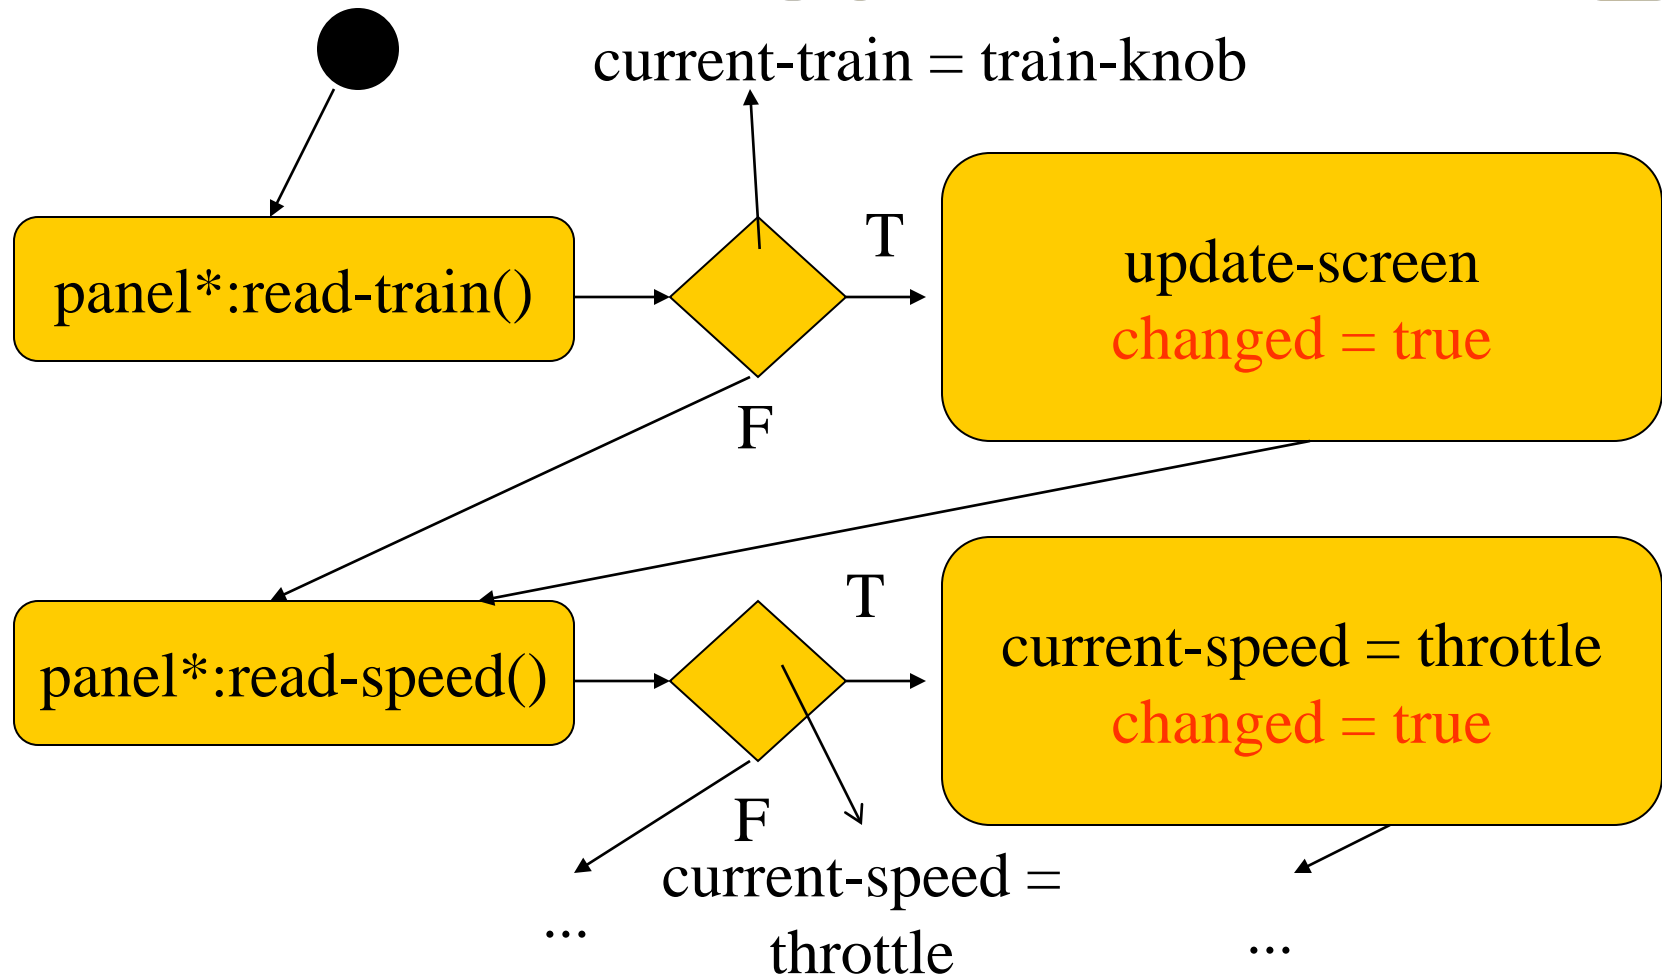 current-train = train-knob
T
panel*:read-train()
update-screen
changed = true
F
T
panel*:read-speed()
current-speed = throttle
changed = true
F
current-speed =
throttle
...
...